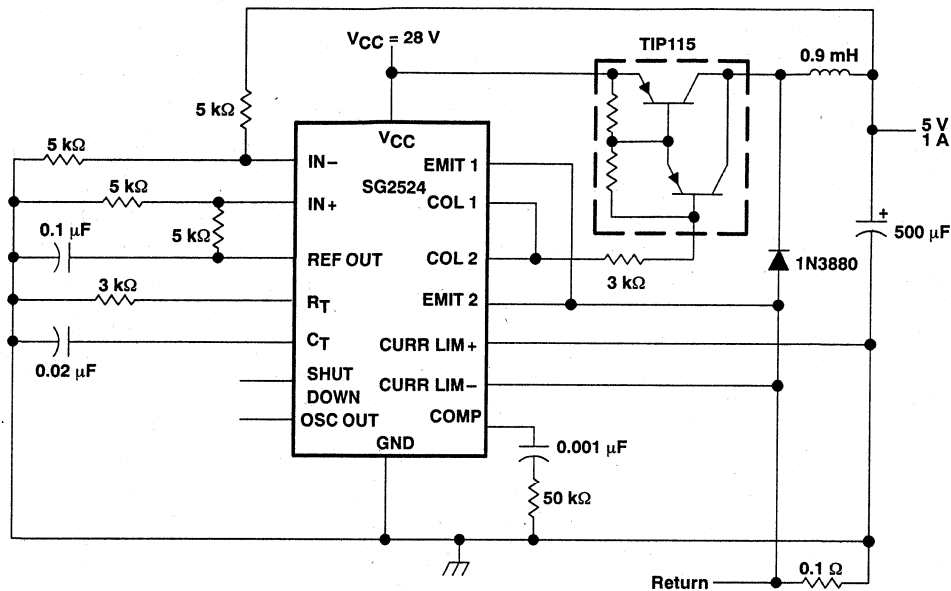 TIP115
VCC = 28 V
0.9 mH
5 kΩ
5 V
1 A
5 kΩ
VCC
IN−
EMIT 1
SG2524
5 kΩ
IN+
COL 1
0.1 µF
5 kΩ
+
500 µF
REF OUT
COL 2
1N3880
3 kΩ
3 kΩ
RT
EMIT 2
CT
CURR LIM+
0.02 µF
SHUT
DOWN
CURR LIM−
OSC OUT
COMP
GND
0.001 µF
50 kΩ
0.1 Ω
Return